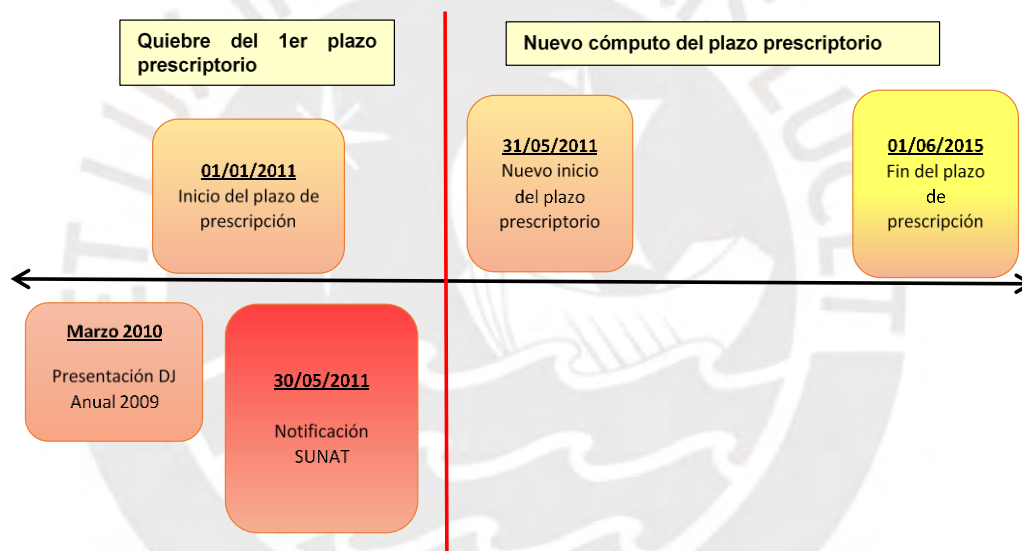 Quiebre del 1er plazo
prescriptorio
Nuevo cómputo del plazo prescriptorio
01/01/2011
Inicio del plazo de
prescripción
31/05/2011
Nuevo inicio
del plazo
prescriptorio
01/06/2015
Fin del plazo
de
prescripción
Marzo 2010
Presentación DJ
Anual 2009
30/05/2011
Notificación
SUNAT
ET
LUCET